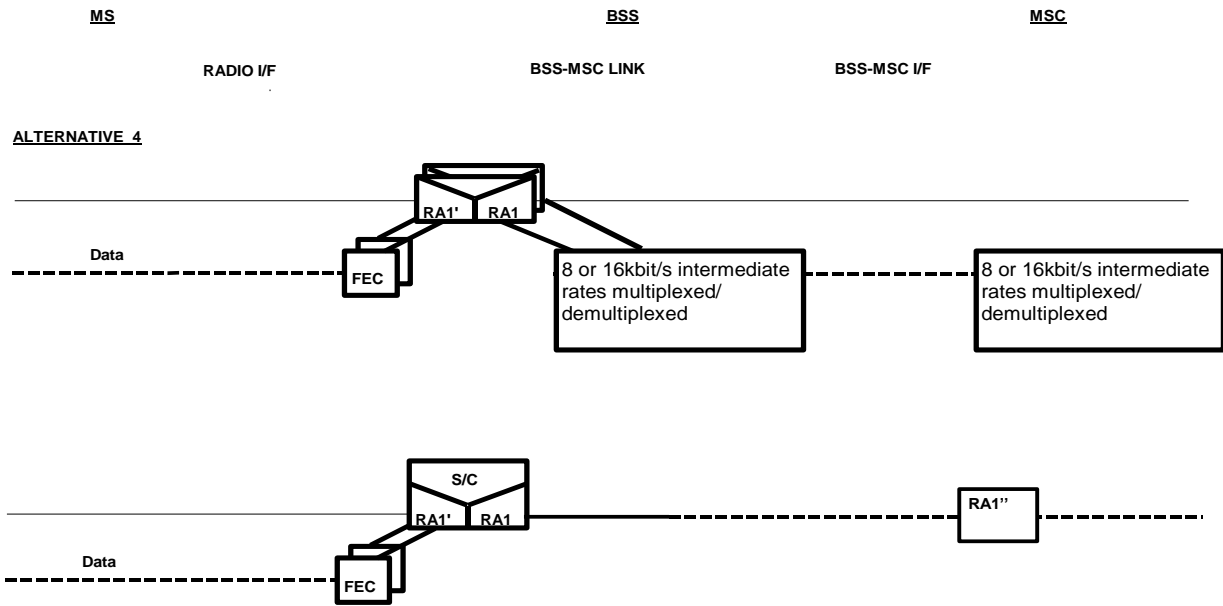 MS BSS MSC
RADIO I/F BSS-MSC LINK BSS-MSC I/F
ALTERNATIVE 4
RA1' RA1
Data
FEC
8 or 16kbit/s intermediate
rates multiplexed/
demultiplexed
8 or 16kbit/s intermediate
rates multiplexed/
demultiplexed
S/C
RA1' RA1
RA1’’
Data
FEC